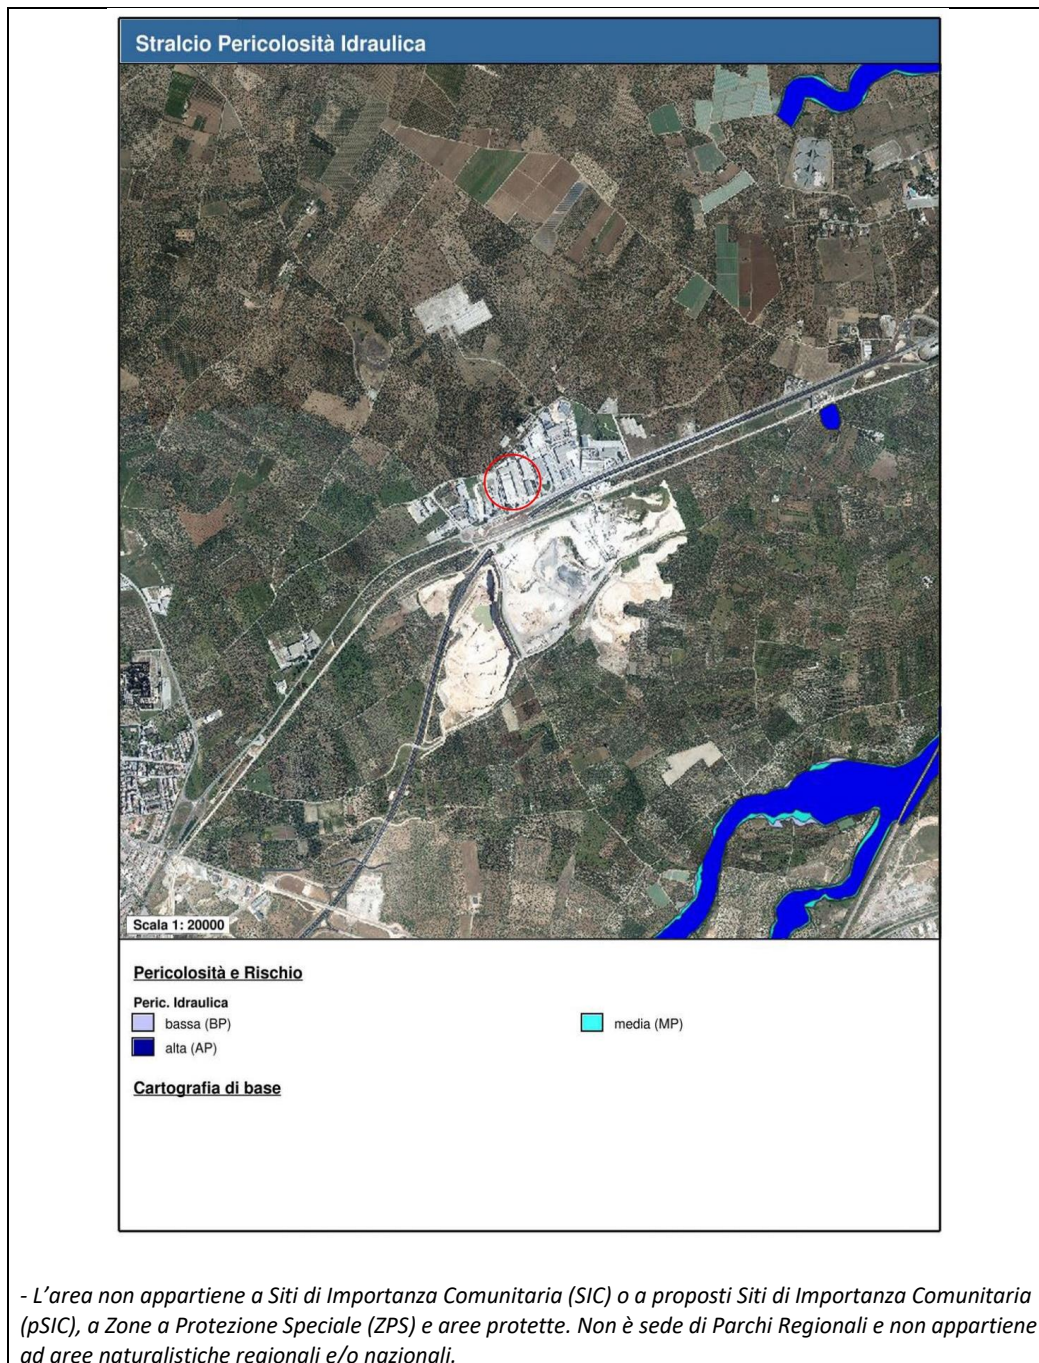 Stralcio Pericolosità Idraulica
Scala 1: 20000
Pericolosità e Rischio
Peric. Idraulica
bassa (BP)
media (MP)
alta (AP)
Cartografia di base
- L’area non appartiene a Siti di Importanza Comunitaria (SIC) o a proposti Siti di Importanza Comunitaria
(pSIC), a Zone a Protezione Speciale (ZPS) e aree protette. Non è sede di Parchi Regionali e non appartiene
ad aree naturalistiche regionali e/o nazionali.